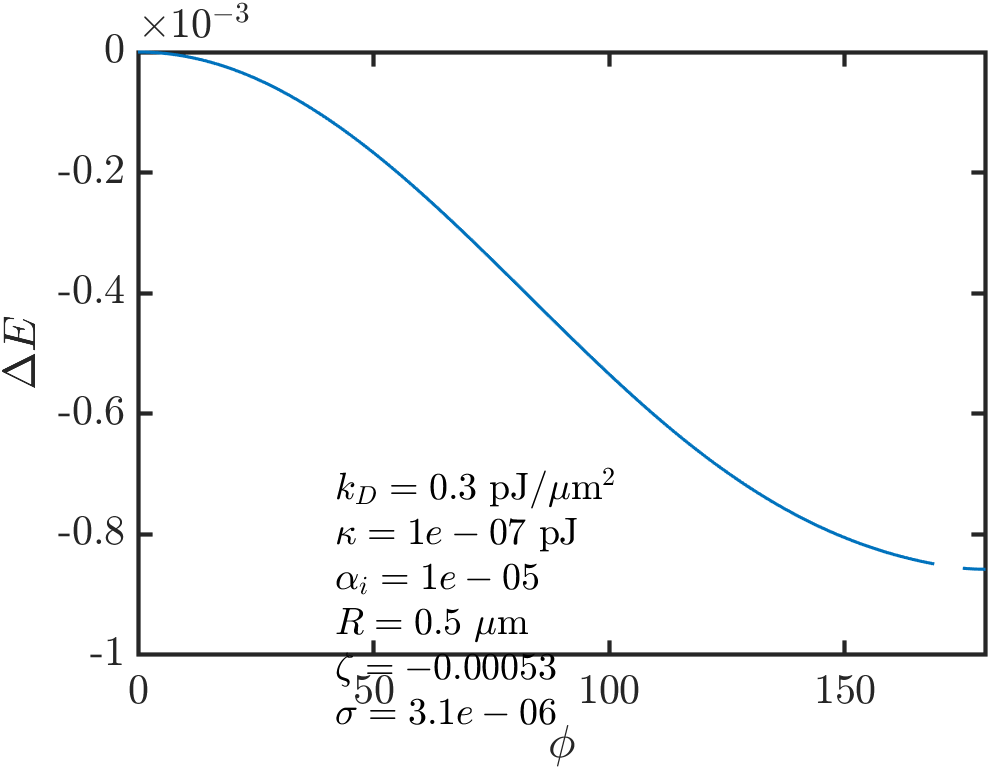 ×10⁻³
0
-0.2
-0.4
-0.6
-0.8
-1
ΔE
k_D = 0.3 pJ/μm²
κ = 1e − 07 pJ
α_i = 1e − 05
R = 0.5 μm
ζ = −0.00053
σ = 3.1e − 06
0 50 100 150
ϕ